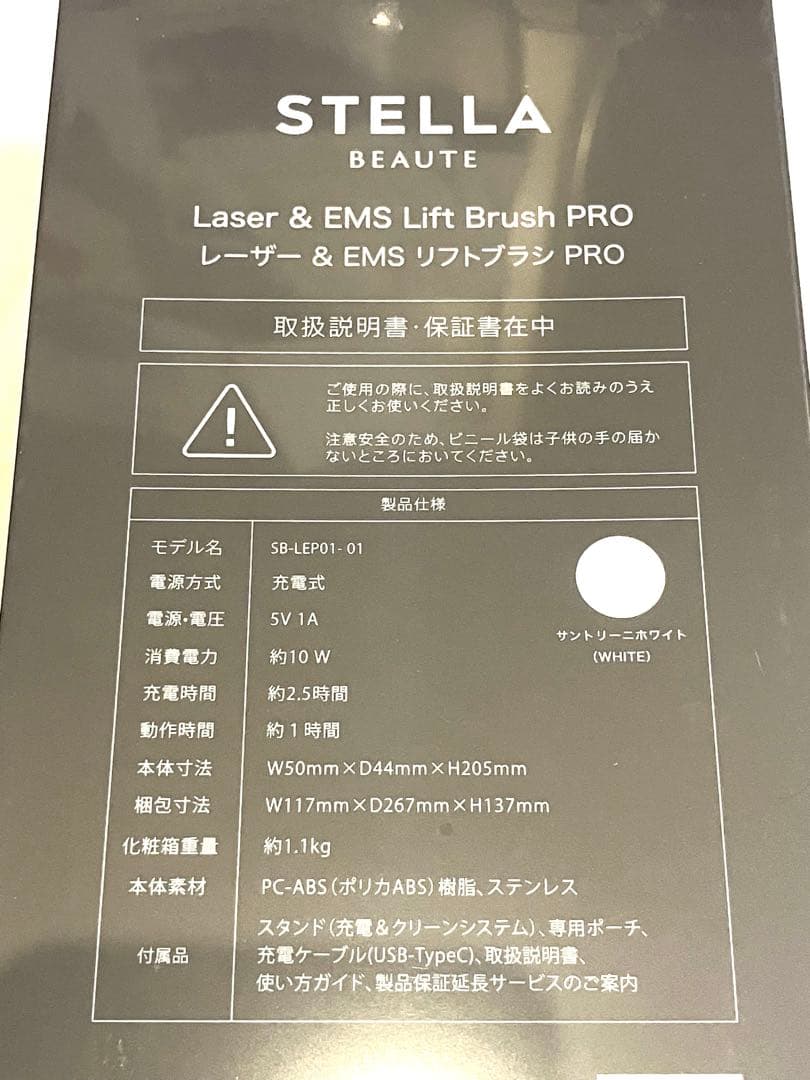 STELLA
BEAUTE
Laser & EMS Lift Brush PRO
レーザー & EMS リフトブラシ PRO
取扱説明書・保証書在中
ご使用の際に、取扱説明書をよくお読みのうえ
正しくお使いください。
注意安全のため、ビニール袋は子供の手の届か
ないところにおいてください。
製品仕様
モデル名 SB-LEP01- 01
電源方式 充電式
電源・電圧 5V 1A
消費電力 約10 W
充電時間 約2.5時間
動作時間 約 1 時間
本体寸法 W50mm×D44mm×H205mm
梱包寸法 W117mm×D267mm×H137mm
化粧箱重量 約1.1kg
本体素材 PC-ABS（ポリカABS）樹脂、ステンレス
付属品 スタンド（充電＆クリーンシステム）、専用ポーチ、
充電ケーブル(USB-TypeC)、取扱説明書、
使い方ガイド、製品保証延長サービスのご案内
サントリーニホワイト
(WHITE)